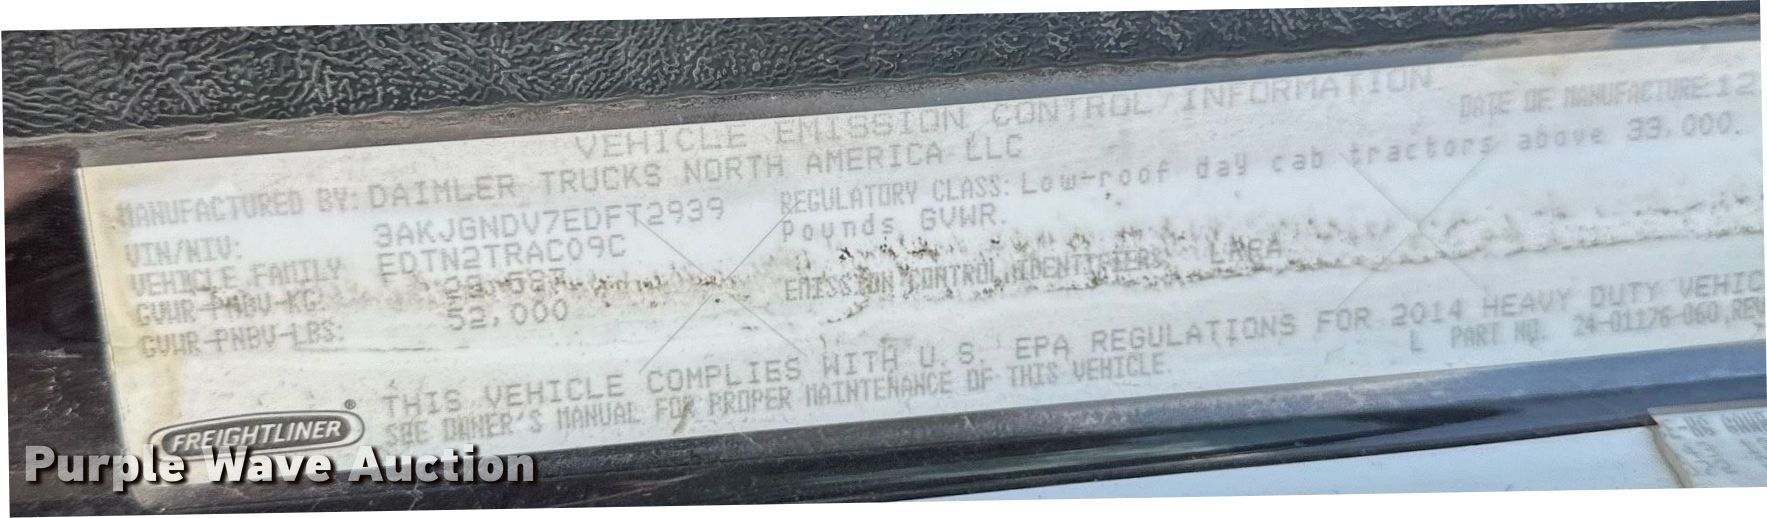 VEHICLE EMISSION CONTROL INFORMATION
MANUFACTURED BY: DAIMLER TRUCKS NORTH AMERICA LLC
DATE OF MANUFACTURE: 12
VIN/NIV: 3AKJGNDV7EDFT2939
REGULATORY CLASS: Low-roof day cab tractors above 33,000.
Pounds GVWR.
VEHICLE FAMILY EDTN2TRAC09C
GVWR-PNBV-KG:
EMISSION CONTROL IDENTIFIERS
GVWR-PNBV-LBS: 52,000
THIS VEHICLE COMPLIES WITH U.S. EPA REGULATIONS FOR 2014 HEAVY DUTY VEHIC
SEE OWNER'S MANUAL FOR PROPER MAINTENANCE OF THIS VEHICLE.
L PART NO. 24-01176-060,REV
FREIGHTLINER®
Purple Wave Auction